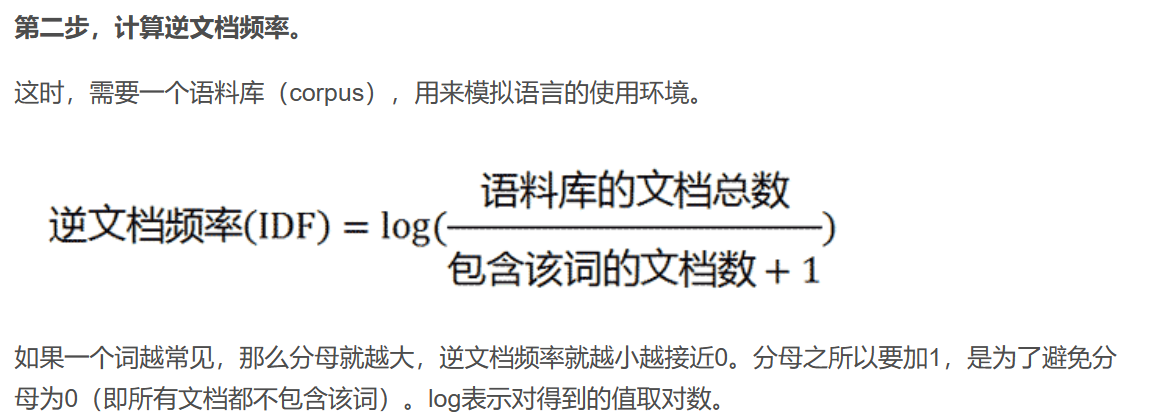 第二步，计算逆文档频率。
这时，需要一个语料库（corpus），用来模拟语言的使用环境。
语料库的文档总数
逆文档频率(IDF) = log(
)
包含该词的文档数 + 1
如果一个词越常见，那么分母就越大，逆文档频率就越小越接近0。分母之所以要加1，是为了避免分
母为0（即所有文档都不包含该词）。log表示对得到的值取对数。